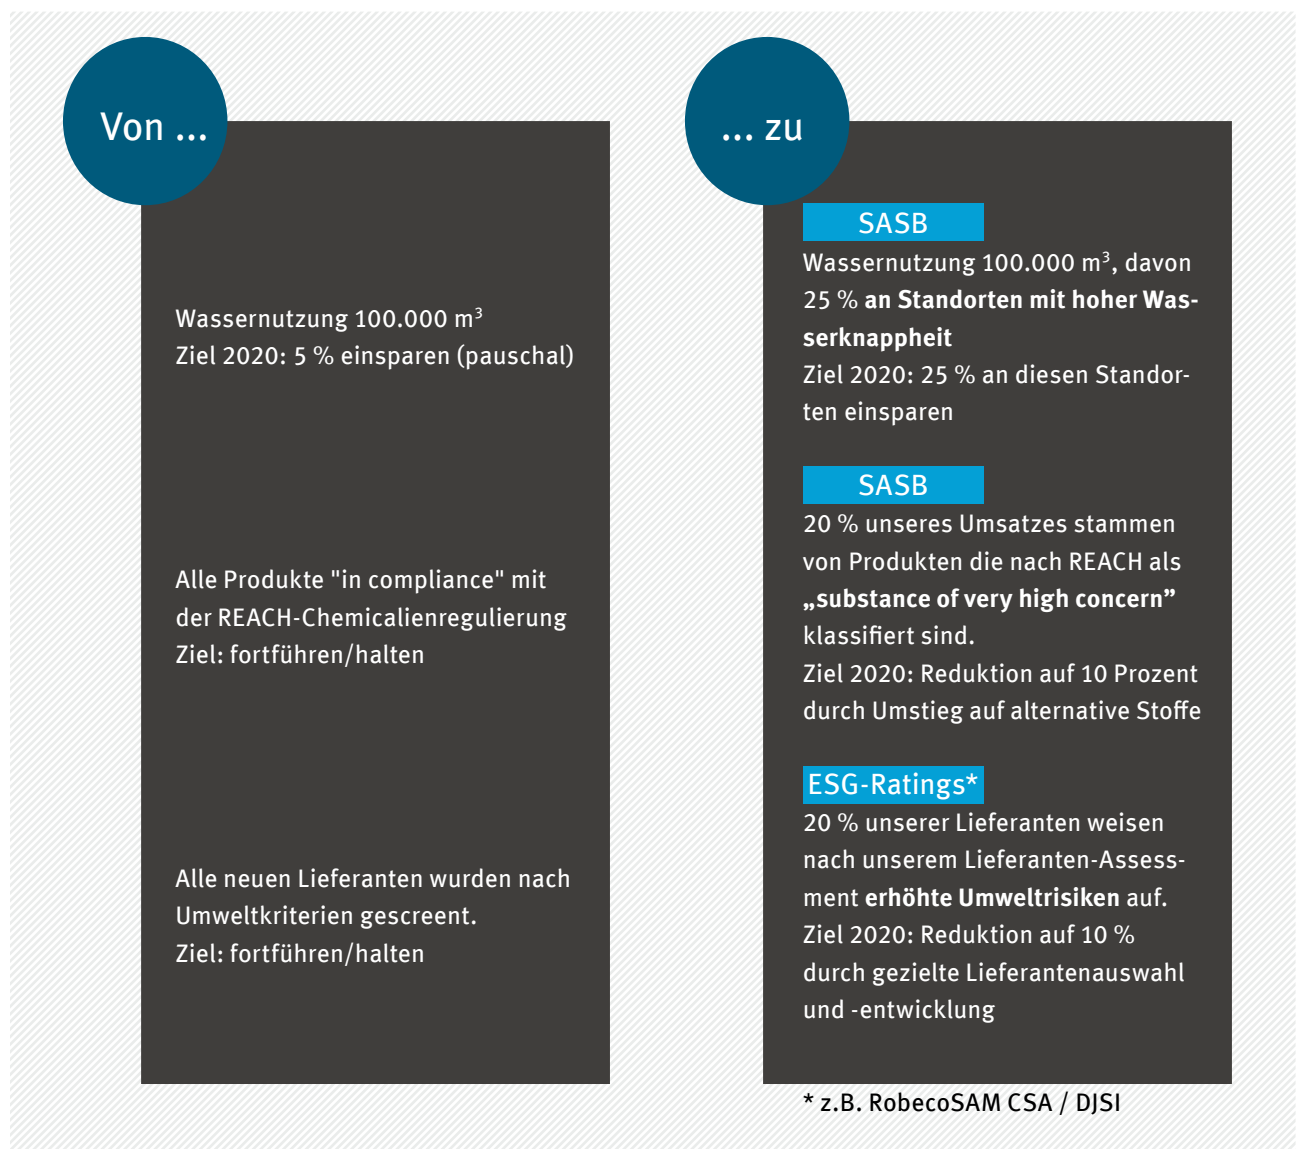 Von ...
Wassernutzung 100.000 m³
Ziel 2020: 5 % einsparen (pauschal)
Alle Produkte "in compliance" mit
der REACH-Chemicalienregulierung
Ziel: fortführen/halten
Alle neuen Lieferanten wurden nach
Umweltkriterien gescreent.
Ziel: fortführen/halten
... zu
SASB
Wassernutzung 100.000 m³, davon
25 % an Standorten mit hoher Was-
serknappheit
Ziel 2020: 25 % an diesen Standor-
ten einsparen
SASB
20 % unseres Umsatzes stammen
von Produkten die nach REACH als
„substance of very high concern”
klassifiert sind.
Ziel 2020: Reduktion auf 10 Prozent
durch Umstieg auf alternative Stoffe
ESG-Ratings*
20 % unserer Lieferanten weisen
nach unserem Lieferanten-Assess-
ment erhöhte Umweltrisiken auf.
Ziel 2020: Reduktion auf 10 %
durch gezielte Lieferantenauswahl
und -entwicklung
* z.B. RobecoSAM CSA / DJSI